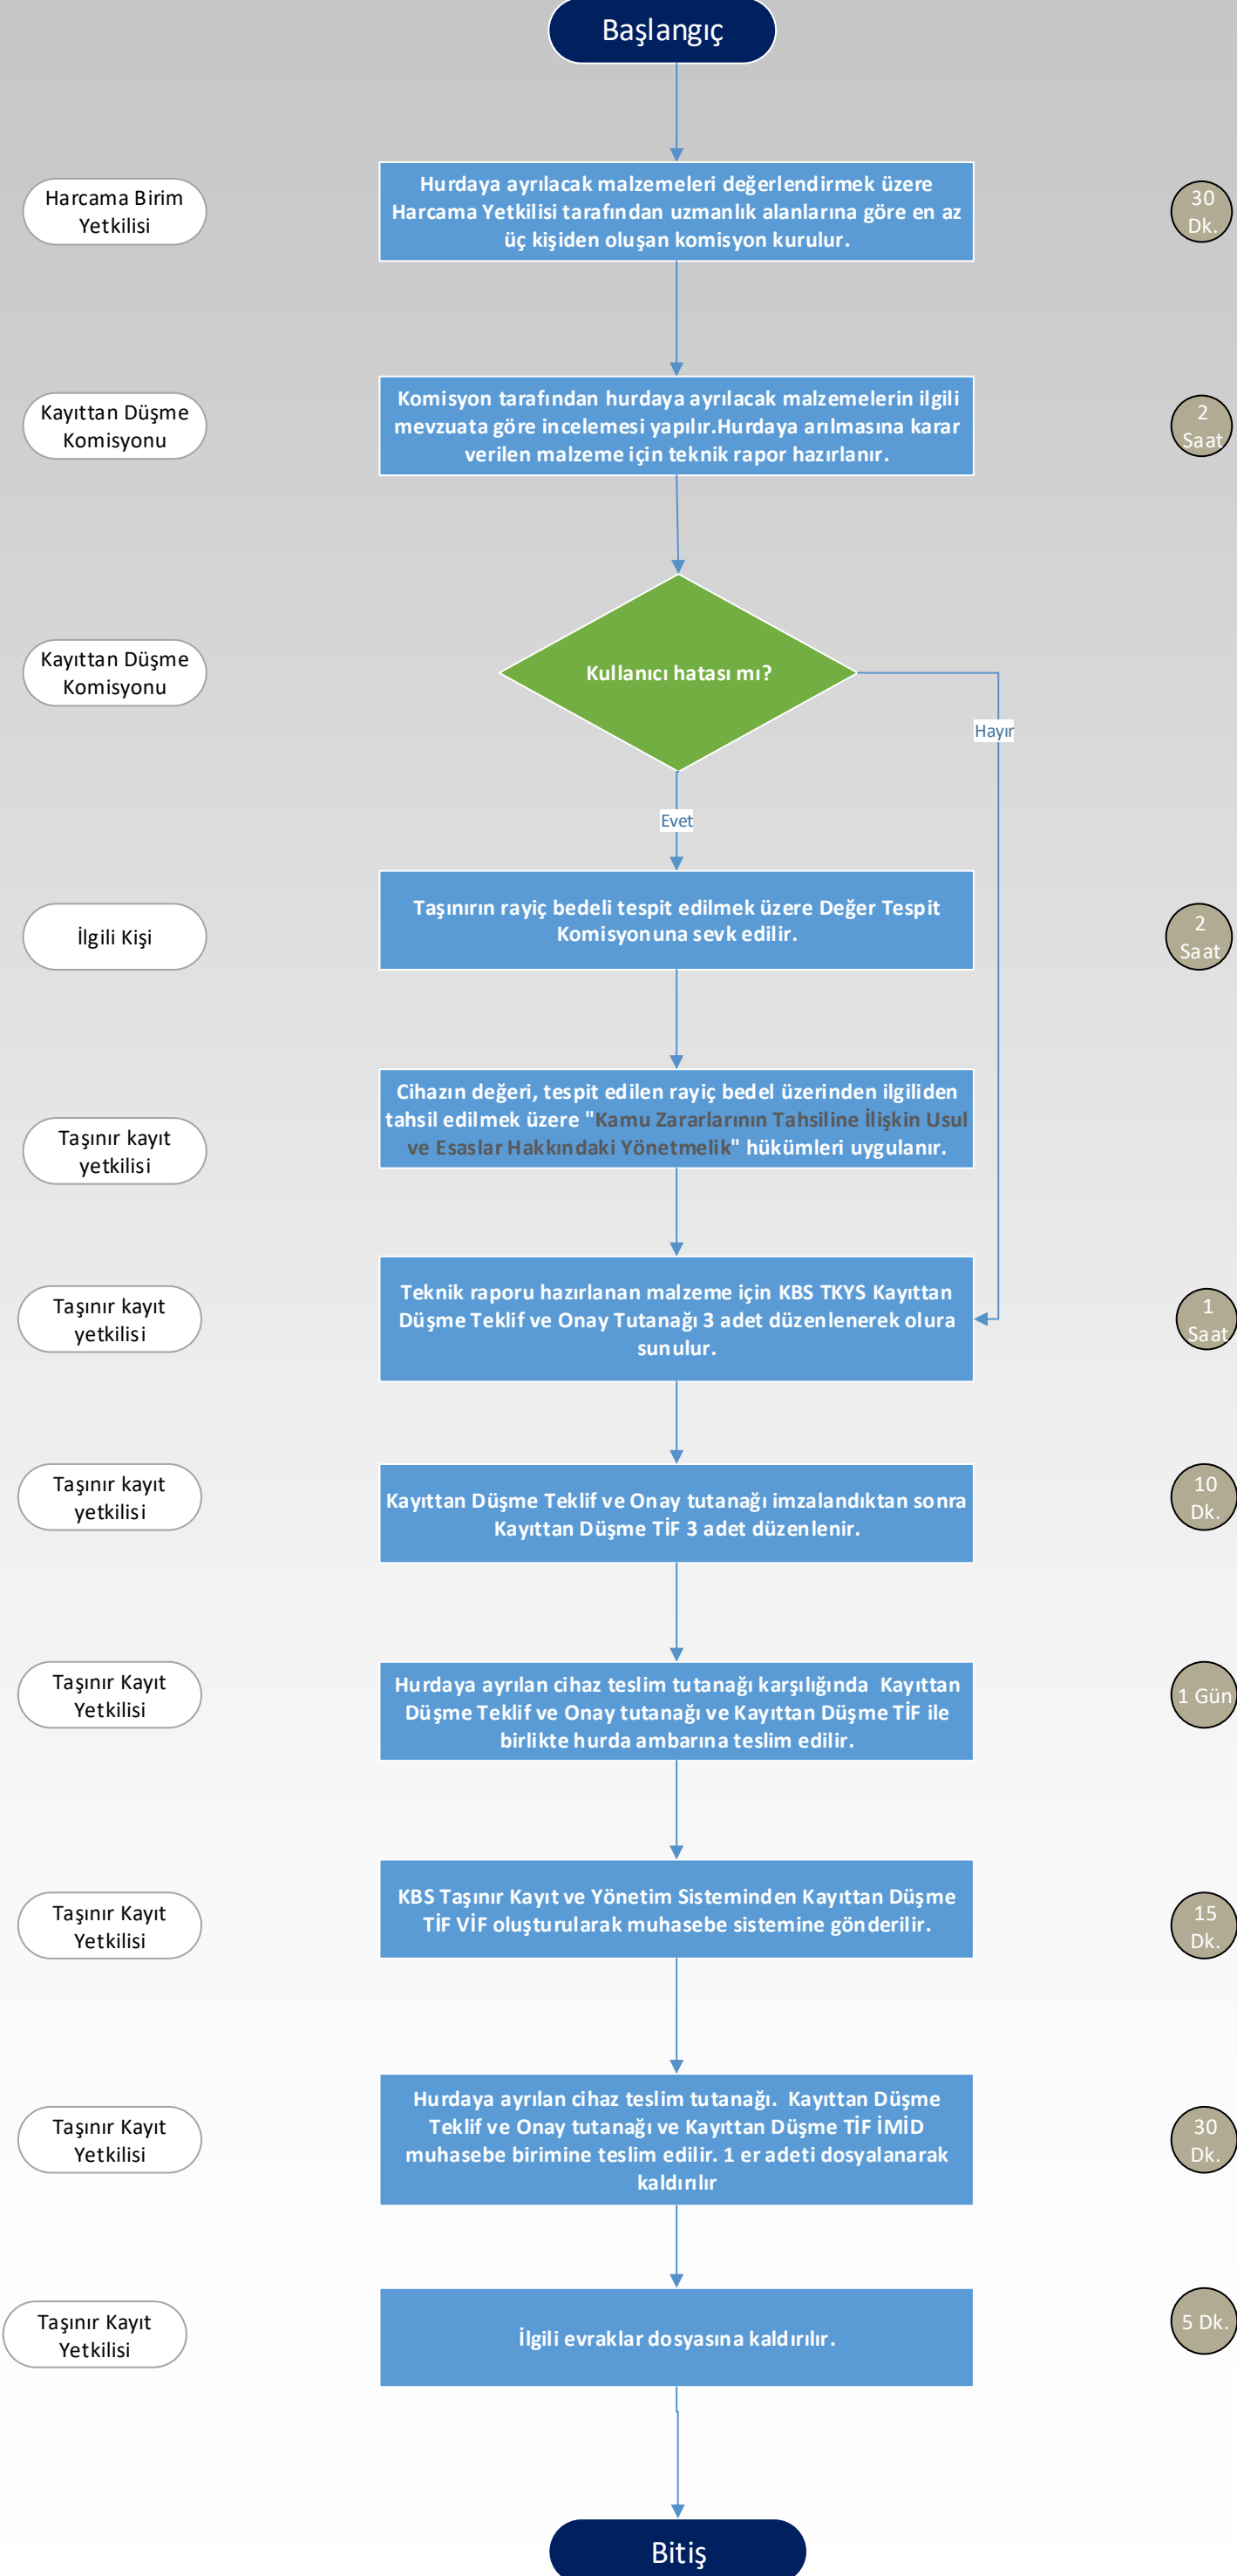 Başlangıç
Harcama Birim
Yetkilisi
Hurdaya ayrılacak malzemeleri değerlendirmek üzere
Harcama Yetkilisi tarafından uzmanlık alanlarına göre en az
üç kişiden oluşan komisyon kurulur.
30
Dk.
Kayıttan Düşme
Komisyonu
Komisyon tarafından hurdaya ayrılacak malzemelerin ilgili
mevzuata göre incelemesi yapılır.Hurdaya arılmasına karar
verilen malzeme için teknik rapor hazırlanır.
2
Saat
Kayıttan Düşme
Komisyonu
Kullanıcı hatası mı?
Hayır
Evet
İlgili Kişi
Taşınırın rayiç bedeli tespit edilmek üzere Değer Tespit
Komisyonuna sevk edilir.
2
Saat
Taşınır kayıt
yetkilisi
Cihazın değeri, tespit edilen rayiç bedel üzerinden ilgiliden
tahsil edilmek üzere "Kamu Zararlarının Tahsiline İlişkin Usul
ve Esaslar Hakkındaki Yönetmelik" hükümleri uygulanır.
Taşınır kayıt
yetkilisi
Teknik raporu hazırlanan malzeme için KBS TKYS Kayıttan
Düşme Teklif ve Onay Tutanağı 3 adet düzenlenerek olura
sunulur.
1
Saat
Taşınır kayıt
yetkilisi
Kayıttan Düşme Teklif ve Onay tutanağı imzalandıktan sonra
Kayıttan Düşme TİF 3 adet düzenlenir.
10
Dk.
Taşınır Kayıt
Yetkilisi
Hurdaya ayrılan cihaz teslim tutanağı karşılığında  Kayıttan
Düşme Teklif ve Onay tutanağı ve Kayıttan Düşme TİF ile
birlikte hurda ambarına teslim edilir.
1 Gün
Taşınır Kayıt
Yetkilisi
KBS Taşınır Kayıt ve Yönetim Sisteminden Kayıttan Düşme
TİF VİF oluşturularak muhasebe sistemine gönderilir.
15
Dk.
Taşınır Kayıt
Yetkilisi
Hurdaya ayrılan cihaz teslim tutanağı.  Kayıttan Düşme
Teklif ve Onay tutanağı ve Kayıttan Düşme TİF İMİD
muhasebe birimine teslim edilir. 1 er adeti dosyalanarak
kaldırılır
30
Dk.
Taşınır Kayıt
Yetkilisi
İlgili evraklar dosyasına kaldırılır.
5 Dk.
Bitiş